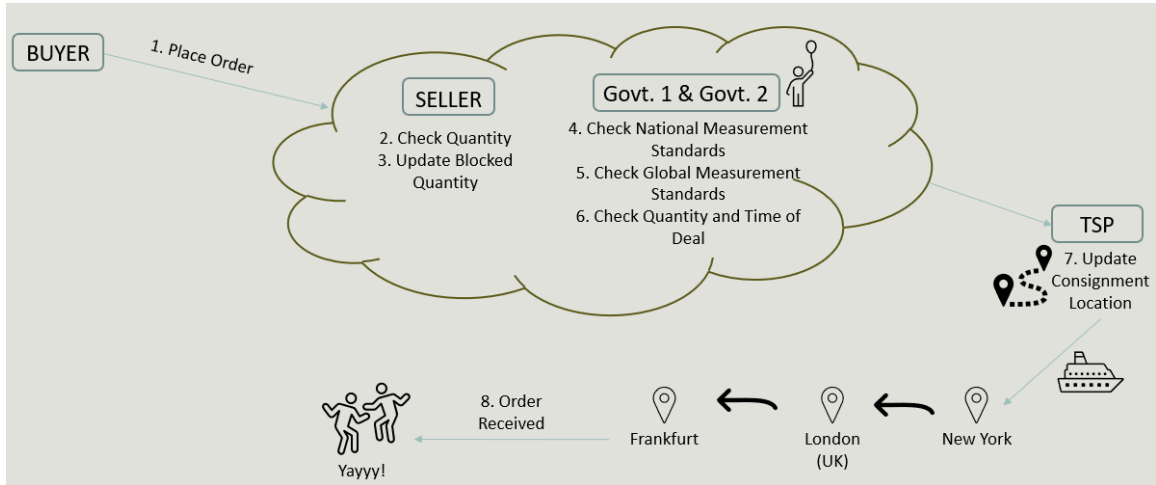 BUYER
1. Place Order
SELLER
2. Check Quantity
3. Update Blocked
Quantity
Govt. 1 & Govt. 2
4. Check National Measurement
Standards
5. Check Global Measurement
Standards
6. Check Quantity and Time of
Deal
TSP
7. Update
Consignment
Location
New York
London
(UK)
Frankfurt
8. Order
Received
Yayyy!